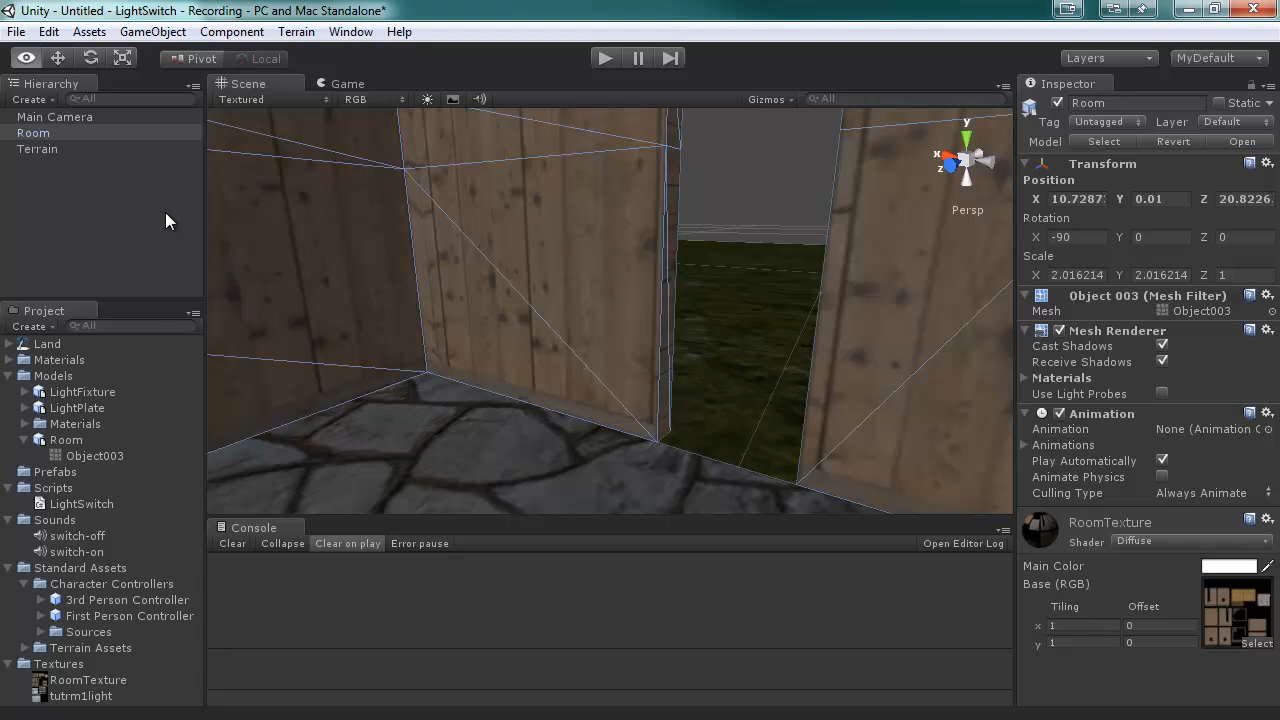 Unity - Untitled - LightSwitch - Recording - PC and Mac Standalone*
File Edit Assets GameObject Component Terrain Window Help
Pivot Local Layers MyDefault
Hierarchy
Create All
Main Camera
Room
Terrain
Project
Create All
Land
Materials
Models
LightFixture
LightPlate
Materials
Room
Object003
Prefabs
Scripts
LightSwitch
Sounds
switch-off
switch-on
Standard Assets
Character Controllers
3rd Person Controller
First Person Controller
Sources
Terrain Assets
Textures
RoomTexture
tutrm1light
Scene Game
Textured RGB Gizmos All
y
x
z
Persp
Console
Clear Collapse Clear on play Error pause Open Editor Log
Inspector
Room Static
Tag Untagged Layer Default
Model Select Revert Open
Transform
Position
X 10.7287 Y 0.01 Z 20.8226
Rotation
X -90 Y 0 Z 0
Scale
X 2.016214 Y 2.016214 Z 1
Object 003 (Mesh Filter)
Mesh Object003
Mesh Renderer
Cast Shadows
Receive Shadows
Materials
Use Light Probes
Animation
Animation None (Animation C
Animations
Play Automatically
Animate Physics
Culling Type Always Animate
RoomTexture
Shader Diffuse
Main Color
Base (RGB)
Tiling Offset
x 1 0
y 1 0
Select